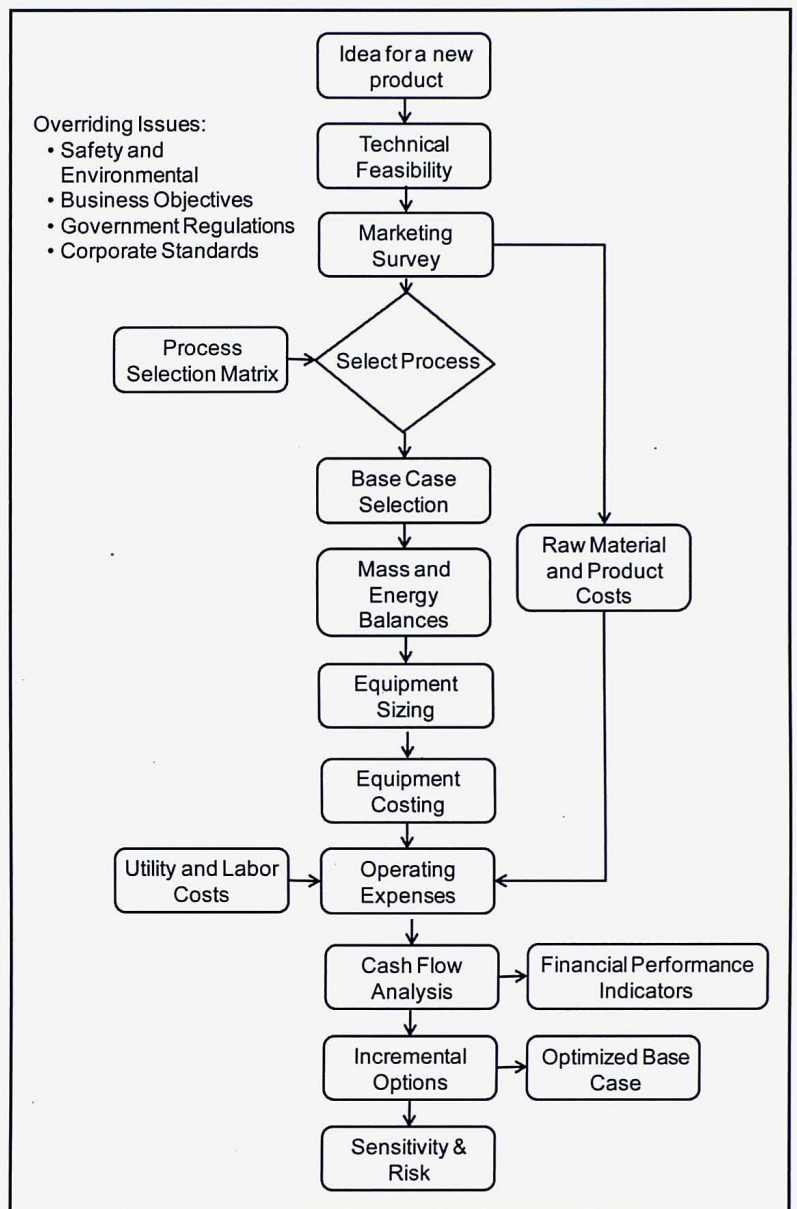 Idea for a new
product
Overriding Issues:
• Safety and
Environmental
• Business Objectives
• Government Regulations
• Corporate Standards
Technical
Feasibility
Marketing
Survey
Process
Selection Matrix
Select Process
Base Case
Selection
Raw Material
and Product
Costs
Mass and
Energy
Balances
Equipment
Sizing
Equipment
Costing
Utility and Labor
Costs
Operating
Expenses
Cash Flow
Analysis
Financial Performance
Indicators
Incremental
Options
Optimized Base
Case
Sensitivity &
Risk